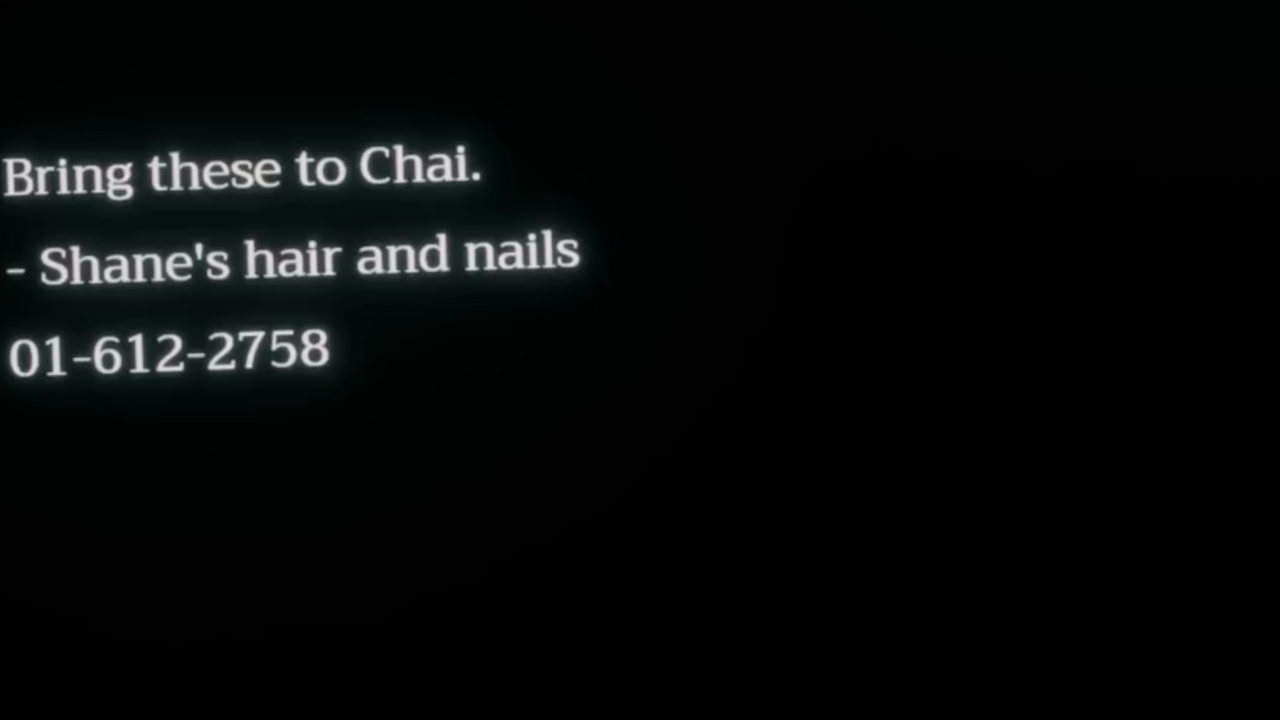 Bring these to Chai.
- Shane's hair and nails
01-612-2758